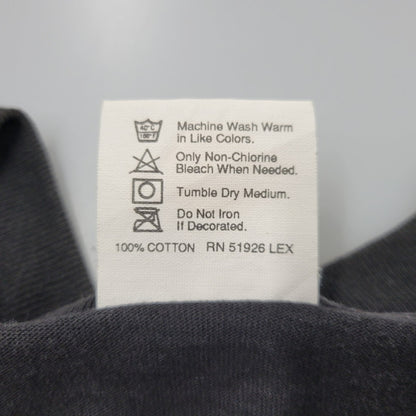 40°C
Machine Wash Warm
in Like Colors.
Only Non-Chlorine
Bleach When Needed.
Tumble Dry Medium.
Do Not Iron
If Decorated.
100% COTTON RN 51926 LEX